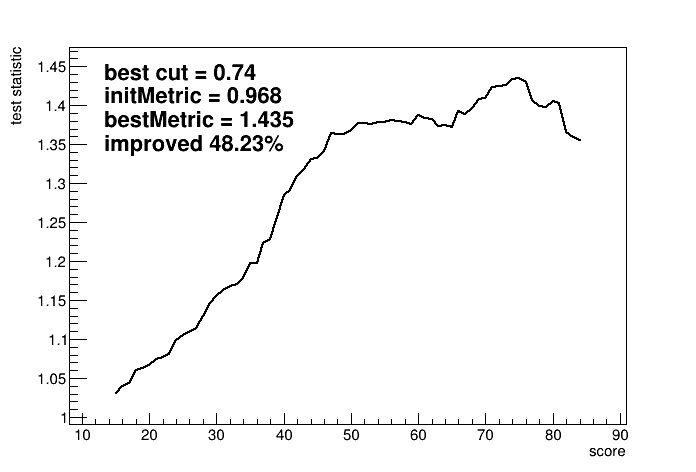 test statistic
best cut = 0.74
initMetric = 0.968
bestMetric = 1.435
improved 48.23%
1.45
1.4
1.35
1.3
1.25
1.2
1.15
1.1
1.05
1
10 20 30 40 50 60 70 80 90
score